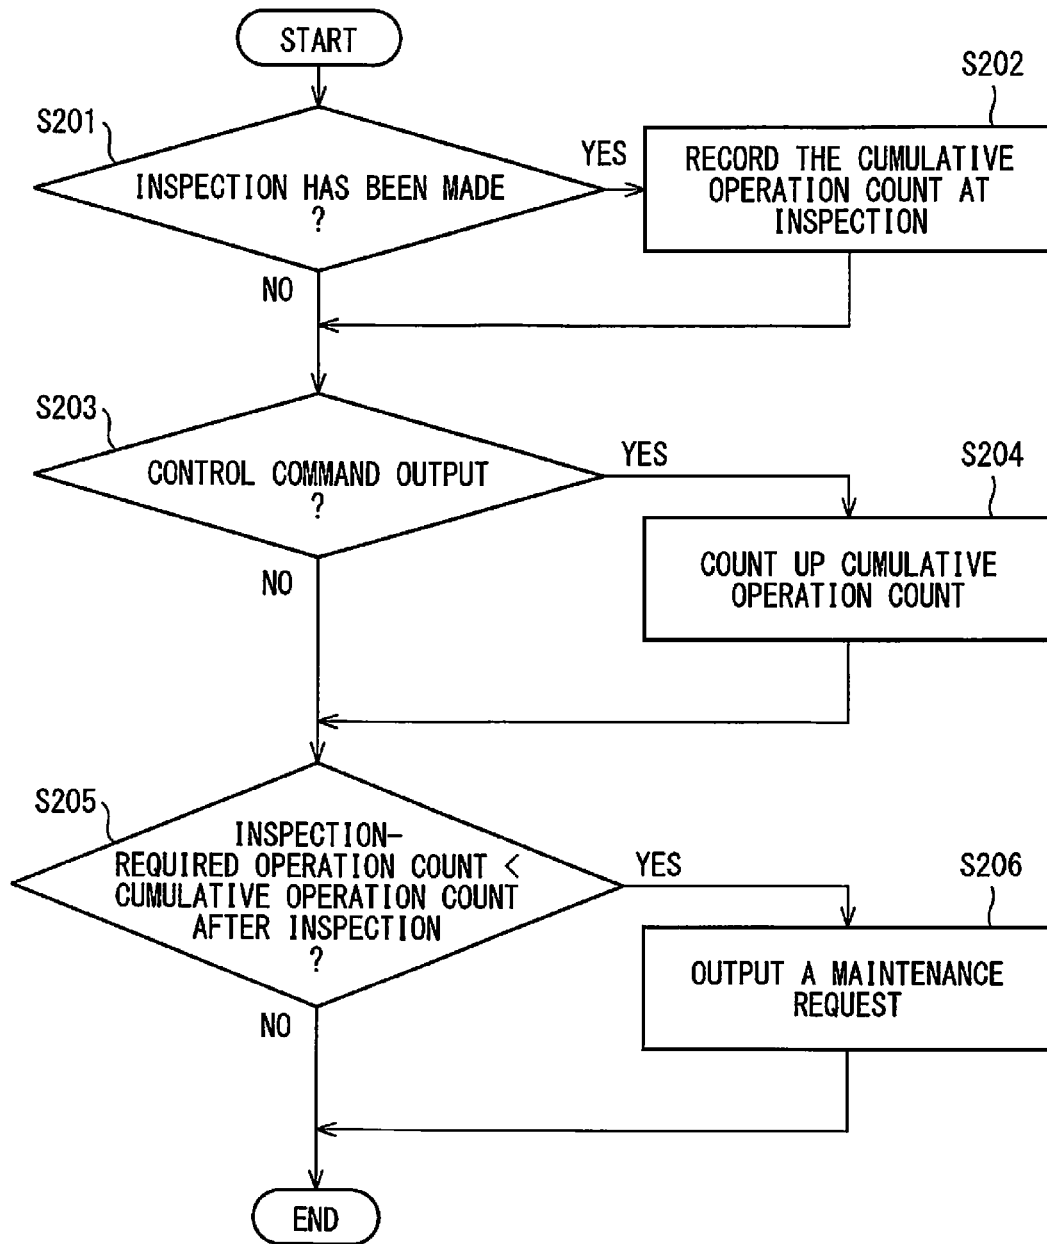 START
S201
INSPECTION HAS BEEN MADE
?
YES
S202
RECORD THE CUMULATIVE
OPERATION COUNT AT
INSPECTION
NO
S203
CONTROL COMMAND OUTPUT
?
YES
S204
COUNT UP CUMULATIVE
OPERATION COUNT
NO
S205
INSPECTION-
REQUIRED OPERATION COUNT <
CUMULATIVE OPERATION COUNT
AFTER INSPECTION
?
YES
S206
OUTPUT A MAINTENANCE
REQUEST
NO
END